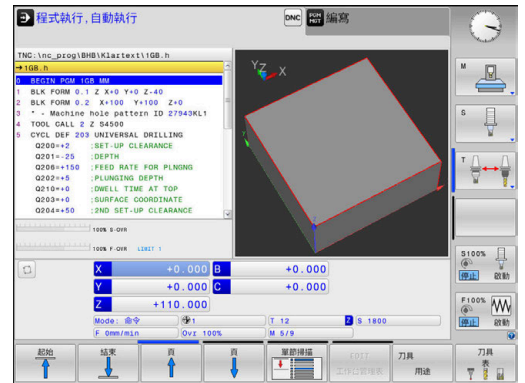 程式執行,自動執行
DNC
PGM MGT
編寫
TNC:\nc_prog\BHB\Klartext\1GB.h
→1GB.h
0 BEGIN PGM 1GB MM
1 BLK FORM 0.1 Z X+0 Y+0 Z-40
2 BLK FORM 0.2 X+100 Y+100 Z+0
3 * - Machine hole pattern ID 27943KL1
4 TOOL CALL 2 Z S4500
5 CYCL DEF 203 UNIVERSAL DRILLING
Q200=+2 ;SET-UP CLEARANCE
Q201=-25 ;DEPTH
Q206=+150 ;FEED RATE FOR PLNGNG
Q202=+5 ;PLUNGING DEPTH
Q210=+0 ;DWELL TIME AT TOP
Q203=+0 ;SURFACE COORDINATE
Q204=+50 ;2ND SET-UP CLEARANCE
Y Z X
M
S
T
100% S-OVR
100% F-OVR LIMIT 1
X +0.000 B +0.000
Y +0.000 C +0.000
Z +110.000
Mode: 命令 1 T 12 Z S 1800
F 0mm/min Ovr 100% M 5/9
S100%
停止 啟動
F100% WW
停止 啟動
起始
結束
頁
頁
單節掃描
EDIT
刀具
用途
刀具
表